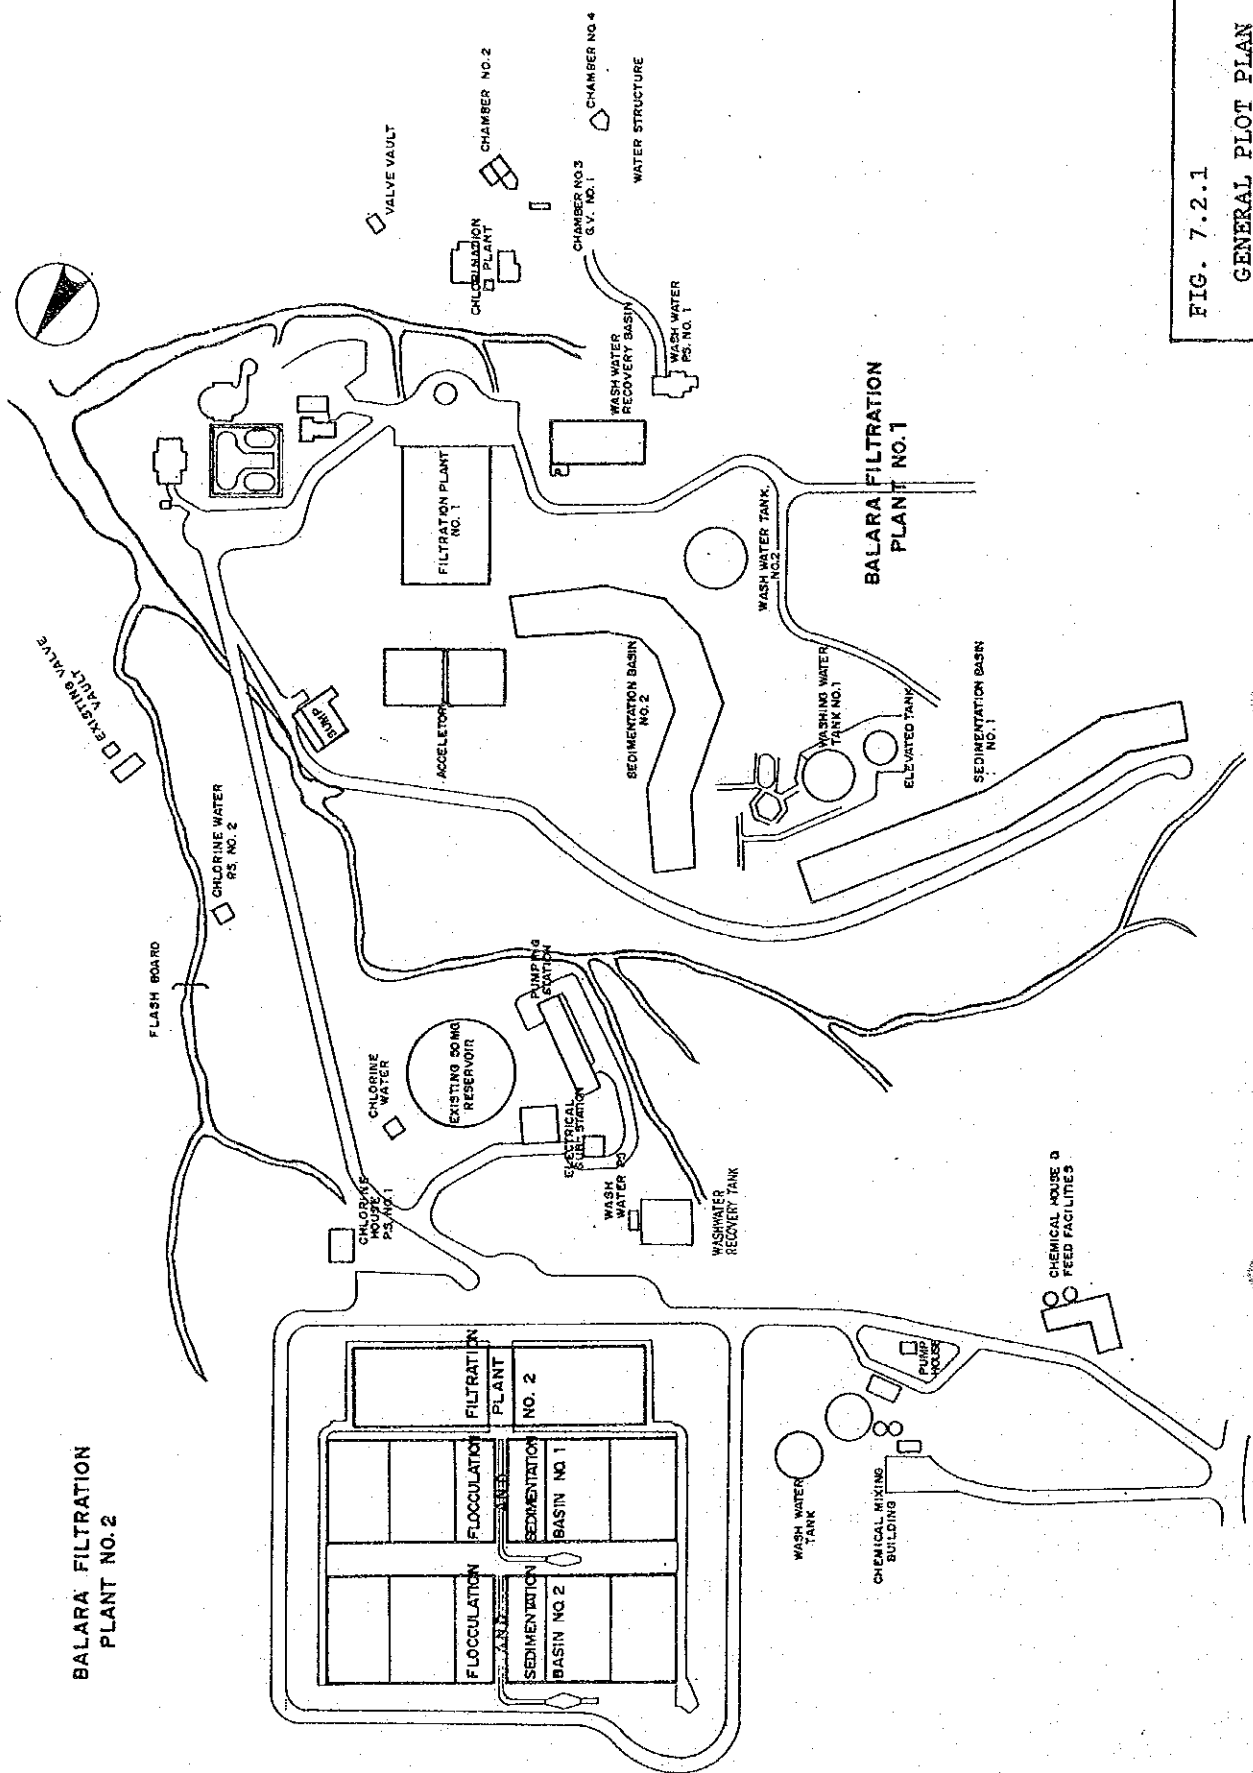 BALARA FILTRATION
PLANT NO.2
FLASH BOARD
EXISTING VALVE
VAULT
CHLORINE WATER
PS. NO. 2
SUMP
VALVE VAULT
CHAMBER NO. 2
CHAMBER NO. 4
CHLORINATION
PLANT
CHAMBER NO.3
G.V. NO. 1
WATER STRUCTURE
WASH WATER
PS. NO. 1
WASH WATER
RECOVERY BASIN
FILTRATION PLANT
NO. 1
ACCELETOR
SEDIMENTATION BASIN
NO. 2
WASH WATER TANK
NO.2
BALARA FILTRATION
PLANT NO.1
WASHING WATER
TANK NO.1
ELEVATED TANK
SEDIMENTATION BASIN
NO. 1
PUMPING
STATION
EXISTING 50 MG
RESERVOIR
CHLORINE
WATER
ELECTRICAL
SUB-STATION
WASH
WATER PS
WASHWATER
RECOVERY TANK
CHLORINE
HOUSE
P.S. NO. 1
FILTRATION
PLANT
NO. 2
FLOCCULATION
AND
SEDIMENTATION
BASIN NO 1
FLOCCULATION
AND
SEDIMENTATION
BASIN NO 2
CHEMICAL HOUSE &
FEED FACILITIES
PUMP
HOUSE
WASH WATER
TANK
CHEMICAL MIXING
BUILDING
FIG. 7.2.1
GENERAL PLOT PLAN